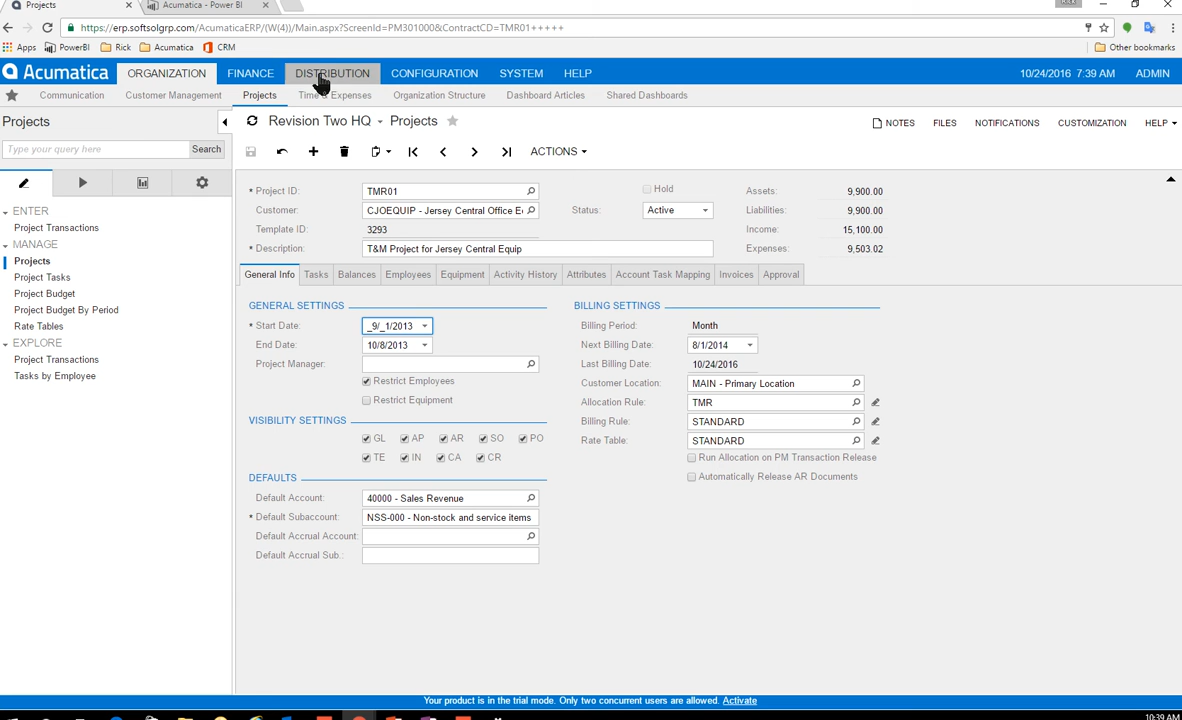 Projects × Acumatica - Power BI ×
https://erp.softsolgrp.com/AcumaticaERP/(W(4))/Main.aspx?ScreenId=PM301000&ContractCD=TMR01+++++
Apps PowerBI Rick Acumatica CRM Other bookmarks
Acumatica ORGANIZATION FINANCE DISTRIBUTION CONFIGURATION SYSTEM HELP 10/24/2016 7:39 AM ADMIN
Communication Customer Management Projects Time & Expenses Organization Structure Dashboard Articles Shared Dashboards
Projects Revision Two HQ - Projects NOTES FILES NOTIFICATIONS CUSTOMIZATION HELP
Type your query here Search
ACTIONS
ENTER
Project Transactions
MANAGE
Projects
Project Tasks
Project Budget
Project Budget By Period
Rate Tables
EXPLORE
Project Transactions
Tasks by Employee
Project ID: TMR01 Hold Assets: 9,900.00
Customer: CJOEQUIP - Jersey Central Office E Status: Active Liabilities: 9,900.00
Template ID: 3293 Income: 15,100.00
Description: T&M Project for Jersey Central Equip Expenses: 9,503.02
General Info Tasks Balances Employees Equipment Activity History Attributes Account Task Mapping Invoices Approval
GENERAL SETTINGS
Start Date: _9/_1/2013
End Date: 10/8/2013
Project Manager:
Restrict Employees
Restrict Equipment
VISIBILITY SETTINGS
GL AP AR SO PO
TE IN CA CR
DEFAULTS
Default Account: 40000 - Sales Revenue
Default Subaccount: NSS-000 - Non-stock and service items
Default Accrual Account:
Default Accrual Sub.:
BILLING SETTINGS
Billing Period: Month
Next Billing Date: 8/1/2014
Last Billing Date: 10/24/2016
Customer Location: MAIN - Primary Location
Allocation Rule: TMR
Billing Rule: STANDARD
Rate Table: STANDARD
Run Allocation on PM Transaction Release
Automatically Release AR Documents
Your product is in the trial mode. Only two concurrent users are allowed. Activate
10:39 AM